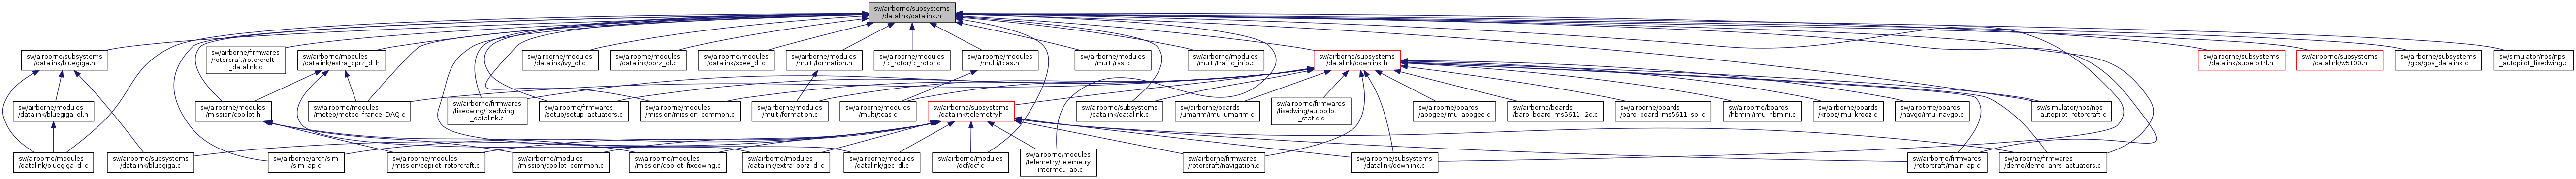 sw/airborne/subsystems
/datalink/datalink.h
sw/airborne/subsystems
/datalink/bluegiga.h
sw/airborne/firmwares
/rotorcraft/rotorcraft
_datalink.c
sw/airborne/modules
/datalink/extra_pprz_dl.h
sw/airborne/modules
/datalink/ivy_dl.c
sw/airborne/modules
/datalink/pprz_dl.c
sw/airborne/modules
/datalink/xbee_dl.c
sw/airborne/modules
/multi/formation.h
sw/airborne/modules
/fc_rotor/fc_rotor.c
sw/airborne/modules
/multi/tcas.h
sw/airborne/modules
/multi/rssi.c
sw/airborne/modules
/multi/traffic_info.c
sw/airborne/subsystems
/datalink/downlink.h
sw/airborne/subsystems
/datalink/superbitrf.h
sw/airborne/subsystems
/datalink/w5100.h
sw/airborne/subsystems
/gps/gps_datalink.c
sw/simulator/nps/nps
_autopilot_fixedwing.c
sw/airborne/modules
/datalink/bluegiga_dl.h
sw/airborne/modules
/mission/copilot.h
sw/airborne/modules
/meteo/meteo_france_DAQ.c
sw/airborne/firmwares
/fixedwing/fixedwing
_datalink.c
sw/airborne/firmwares
/setup/setup_actuators.c
sw/airborne/modules
/mission/mission_common.c
sw/airborne/modules
/multi/formation.c
sw/airborne/modules
/multi/tcas.c
sw/airborne/subsystems
/datalink/telemetry.h
sw/airborne/subsystems
/datalink/datalink.c
sw/airborne/boards
/umarim/imu_umarim.c
sw/airborne/firmwares
/fixedwing/autopilot
_static.c
sw/airborne/boards
/apogee/imu_apogee.c
sw/airborne/boards
/baro_board_ms5611_i2c.c
sw/airborne/boards
/baro_board_ms5611_spi.c
sw/airborne/boards
/hbmini/imu_hbmini.c
sw/airborne/boards
/krooz/imu_krooz.c
sw/airborne/boards
/navgo/imu_navgo.c
sw/simulator/nps/nps
_autopilot_rotorcraft.c
sw/airborne/modules
/datalink/bluegiga_dl.c
sw/airborne/subsystems
/datalink/bluegiga.c
sw/airborne/arch/sim
/sim_ap.c
sw/airborne/modules
/mission/copilot_rotorcraft.c
sw/airborne/modules
/mission/copilot_common.c
sw/airborne/modules
/mission/copilot_fixedwing.c
sw/airborne/modules
/datalink/extra_pprz_dl.c
sw/airborne/modules
/datalink/gec_dl.c
sw/airborne/modules
/dcf/dcf.c
sw/airborne/modules
/telemetry/telemetry
_intermcu_ap.c
sw/airborne/firmwares
/rotorcraft/navigation.c
sw/airborne/subsystems
/datalink/downlink.c
sw/airborne/firmwares
/rotorcraft/main_ap.c
sw/airborne/firmwares
/demo/demo_ahrs_actuators.c